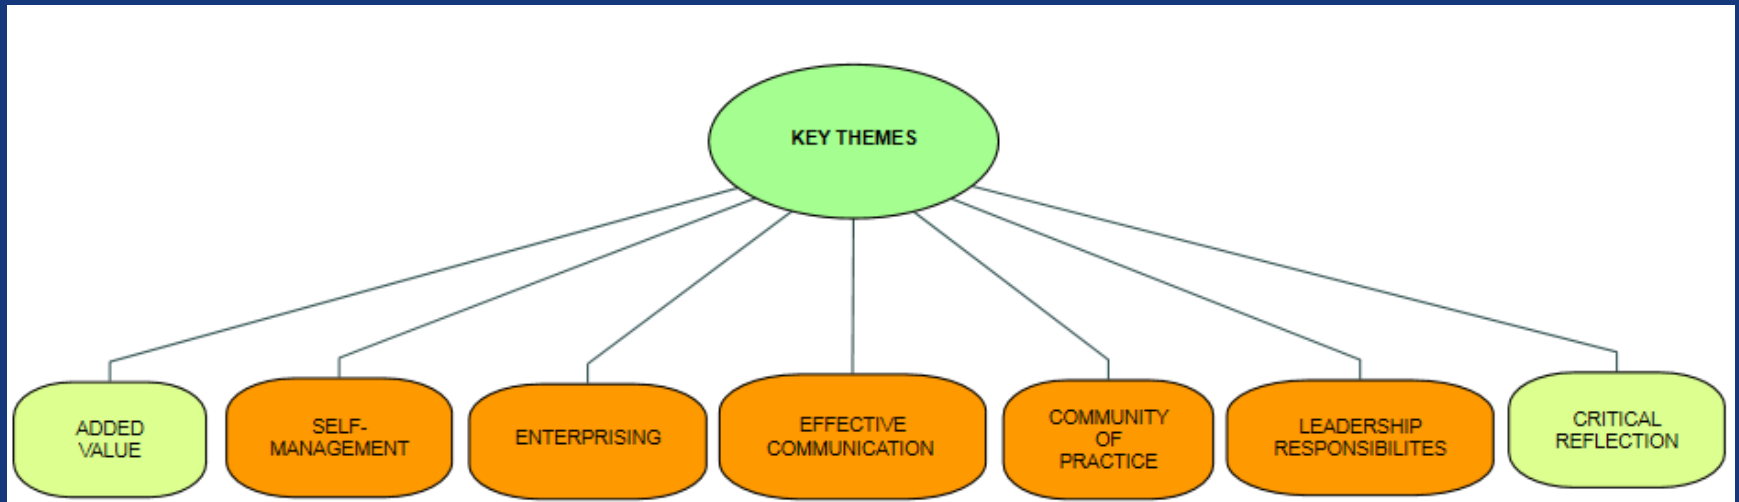 KEY THEMES
ADDED
VALUE
SELF-
MANAGEMENT
ENTERPRISING
EFFECTIVE
COMMUNICATION
COMMUNITY
OF
PRACTICE
LEADERSHIP
RESPONSIBILITES
CRITICAL
REFLECTION